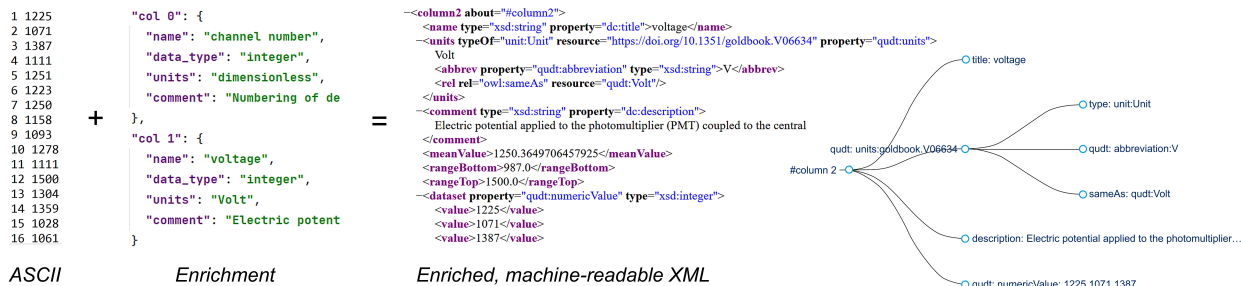 1 1225
2 1071
3 1387
4 1111
5 1251
6 1223
7 1250
8 1158
9 1093
10 1278
11 1111
12 1500
13 1304
14 1359
15 1028
16 1061
ASCII
+
"col 0": {
"name": "channel number",
"data_type": "integer",
"units": "dimensionless",
"comment": "Numbering of de
},
"col 1": {
"name": "voltage",
"data_type": "integer",
"units": "Volt",
"comment": "Electric potent
}
Enrichment
=
−<column2 about="#column2">
<name type="xsd:string" property="dc:title">voltage</name>
−<units typeOf="unit:Unit" resource="https://doi.org/10.1351/goldbook.V06634" property="qudt:units">
Volt
<abbrev property="qudt:abbreviation" type="xsd:string">V</abbrev>
<rel rel="owl:sameAs" resource="qudt:Volt"/>
</units>
−<comment type="xsd:string" property="dc:description">
Electric potential applied to the photomultiplier (PMT) coupled to the central
</comment>
<meanValue>1250.3649706457925</meanValue>
<rangeBottom>987.0</rangeBottom>
<rangeTop>1500.0</rangeTop>
−<dataset property="qudt:numericValue" type="xsd:integer">
<value>1225</value>
<value>1071</value>
<value>1387</value>
Enriched, machine-readable XML
#column 2
title: voltage
qudt: units:goldbook.V06634
type: unit:Unit
qudt: abbreviation:V
sameAs: qudt:Volt
description: Electric potential applied to the photomultiplier…
qudt: numericValue: 1225,1071,1387